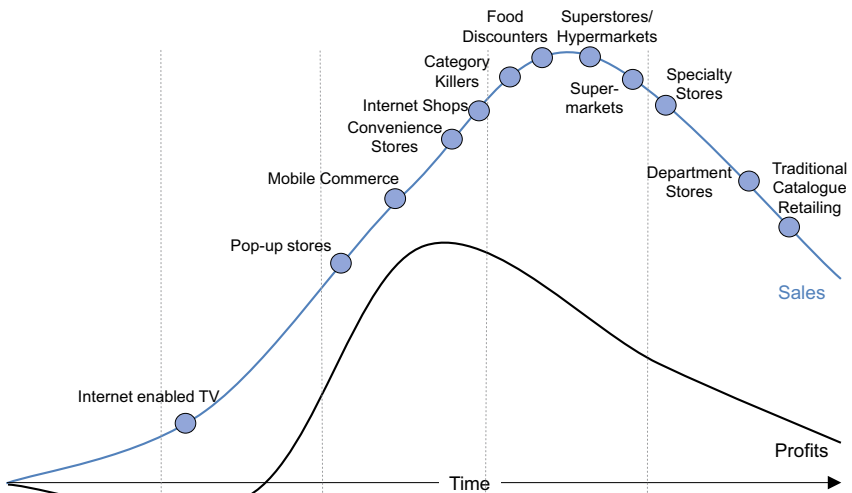 Food
Discounters
Superstores/
Hypermarkets
Category
Killers
Super-
markets
Specialty
Stores
Internet Shops
Convenience
Stores
Mobile Commerce
Department
Stores
Traditional
Catalogue
Retailing
Pop-up stores
Sales
Internet enabled TV
Profits
Time